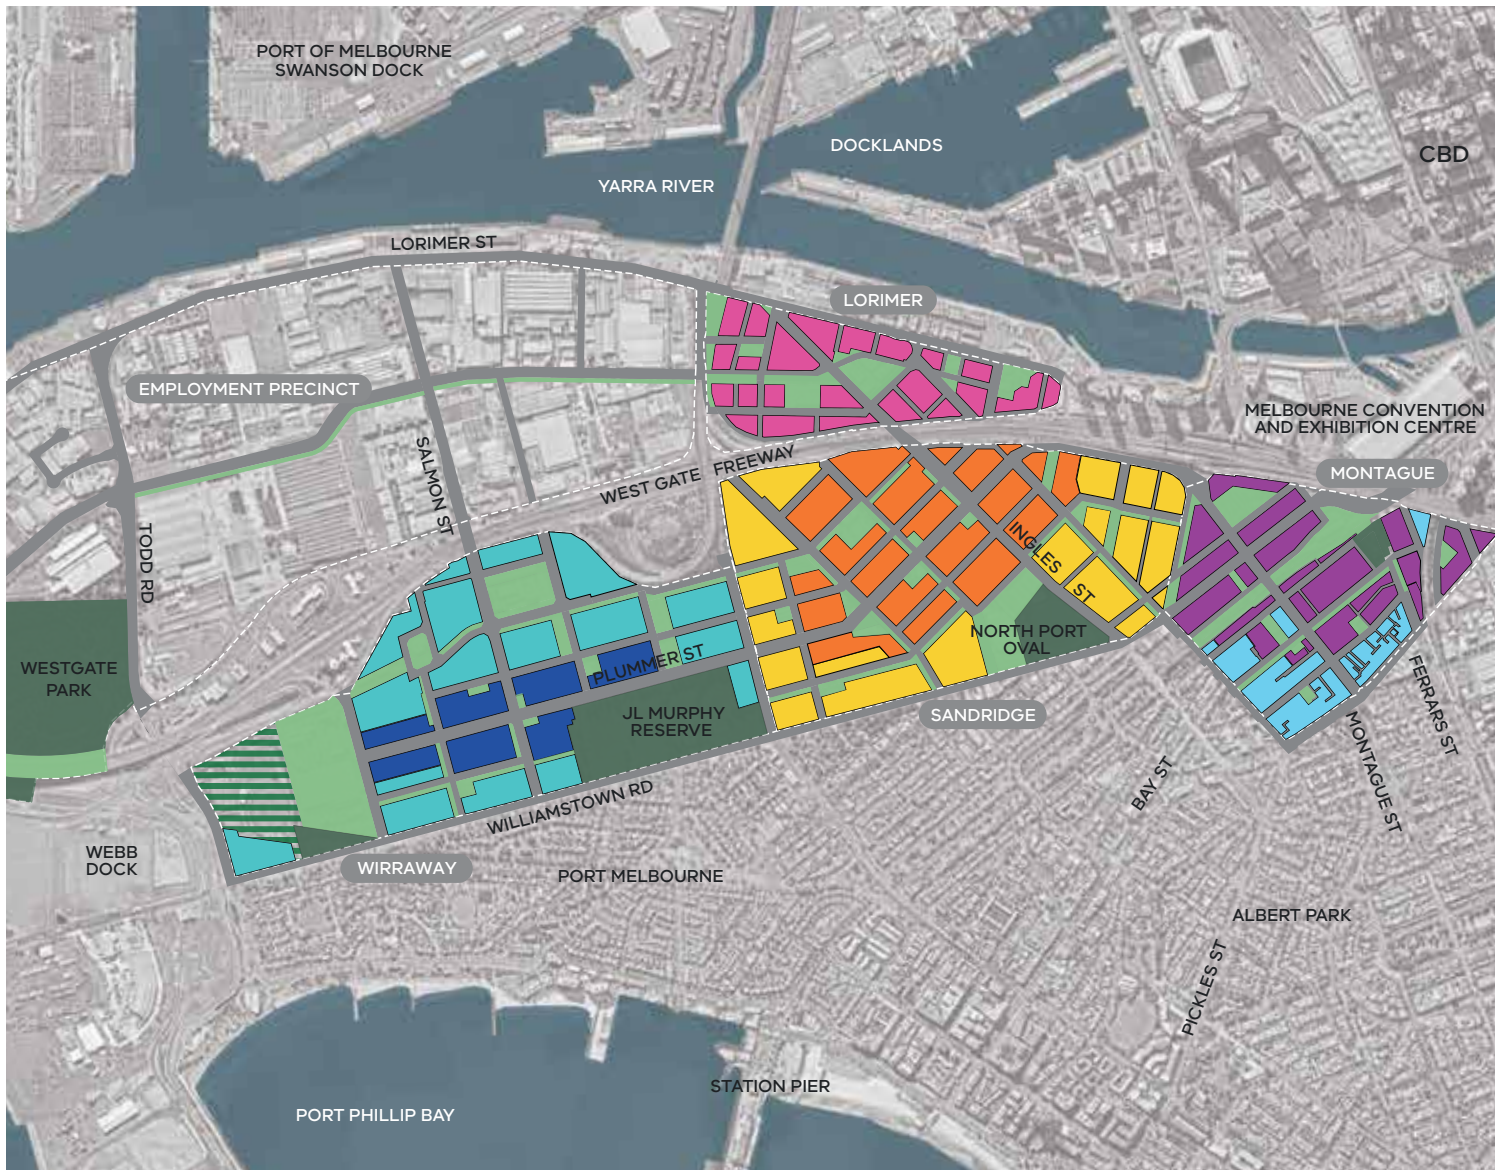 PORT OF MELBOURNE
SWANSON DOCK
DOCKLANDS
CBD
YARRA RIVER
LORIMER ST
LORIMER
EMPLOYMENT PRECINCT
MELBOURNE CONVENTION
AND EXHIBITION CENTRE
SALMON ST
WEST GATE FREEWAY
MONTAGUE
TODD RD
INGLES ST
NORTH PORT
OVAL
WESTGATE
PARK
PLUMMER ST
FERRARS ST
JL MURPHY
RESERVE
SANDRIDGE
MONTAGUE ST
BAY ST
WILLIAMSTOWN RD
WEBB
DOCK
WIRRAWAY
PORT MELBOURNE
ALBERT PARK
PICKLES ST
STATION PIER
PORT PHILLIP BAY